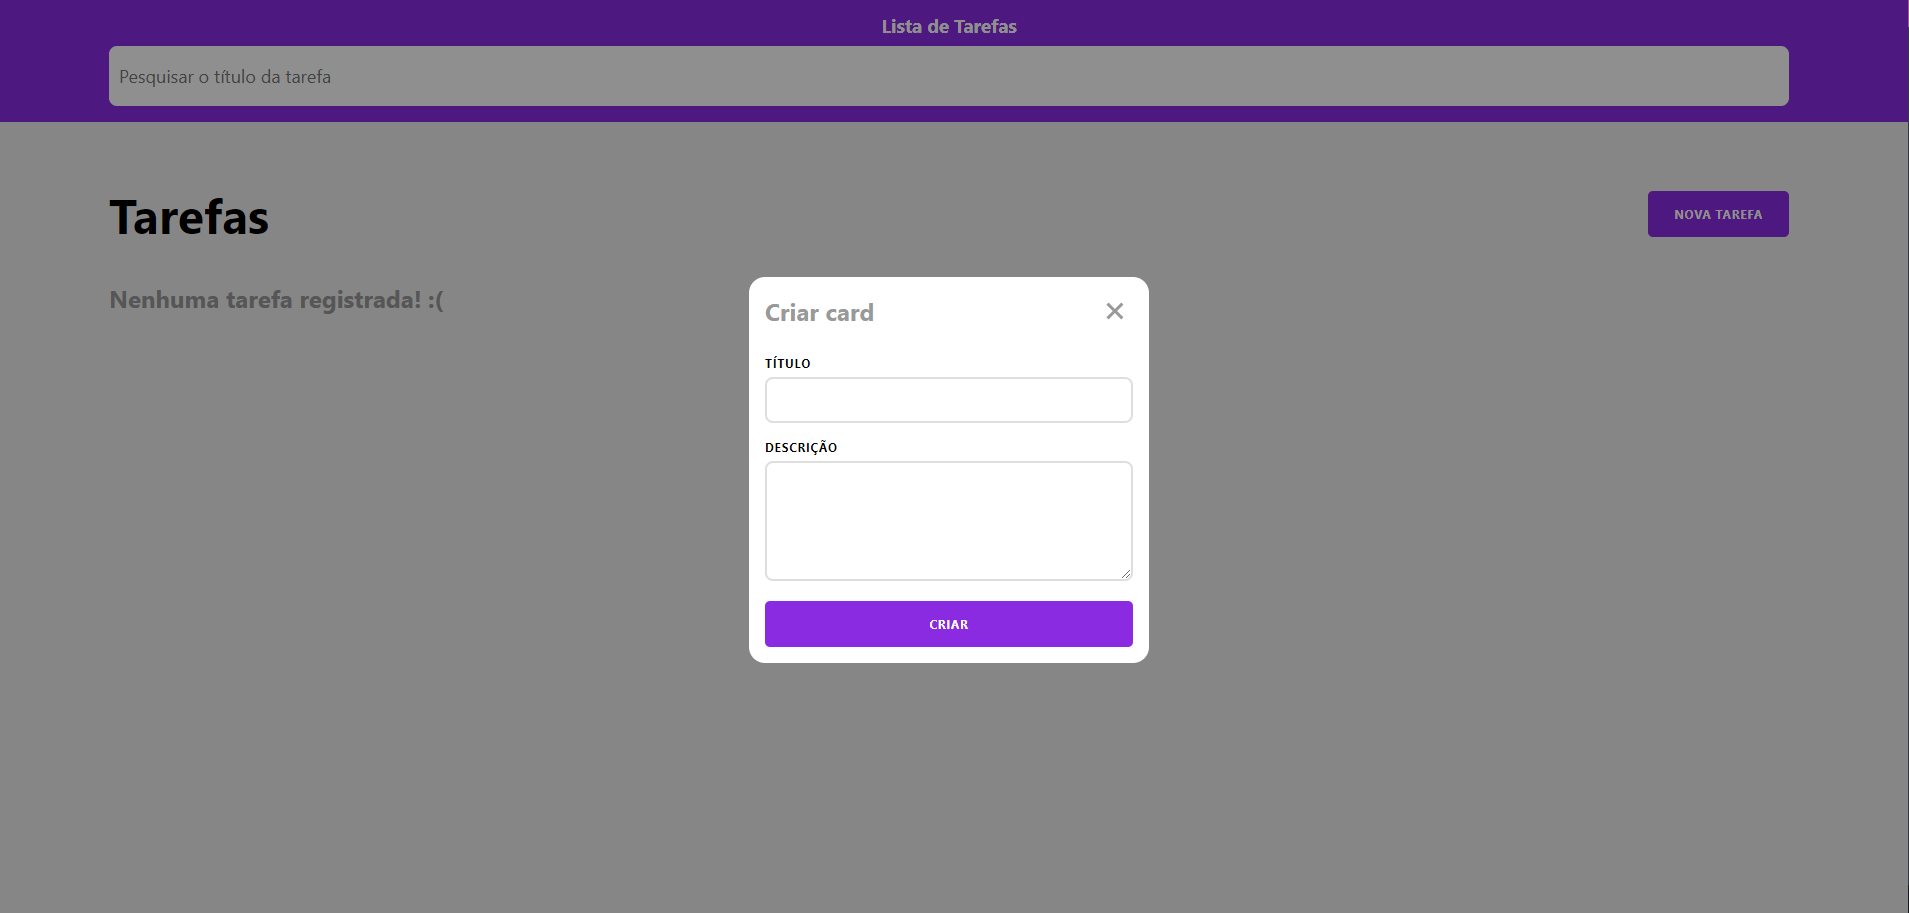 Lista de Tarefas
Pesquisar o título da tarefa
Tarefas
NOVA TAREFA
Nenhuma tarefa registrada! :(
Criar card
TÍTULO
DESCRIÇÃO
CRIAR